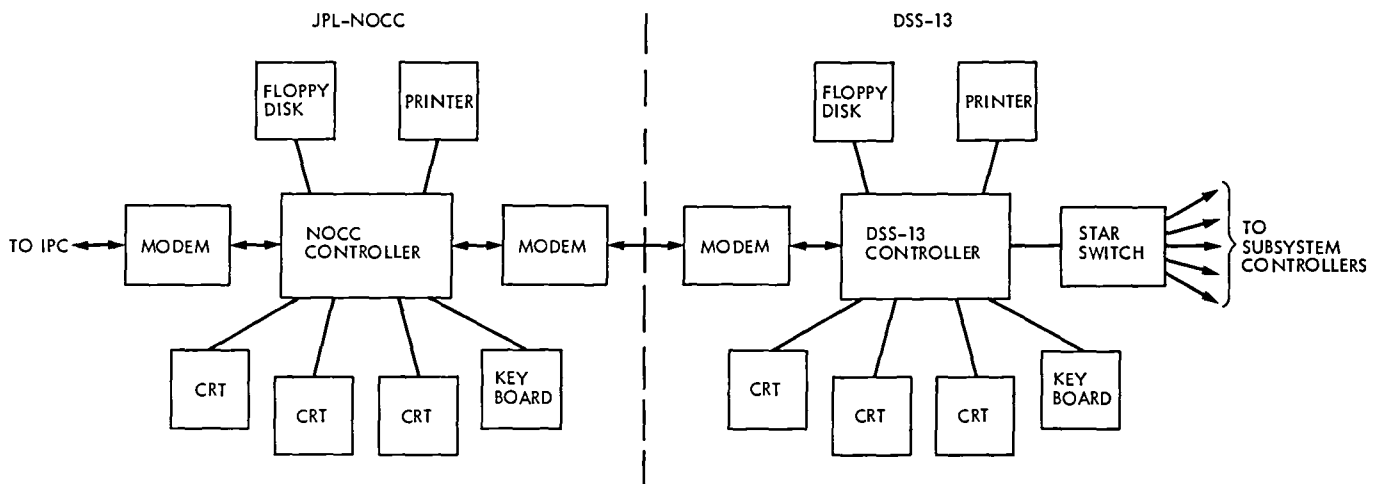 JPL-NOCC
DSS-13
FLOPPY
DISK
PRINTER
FLOPPY
DISK
PRINTER
TO IPC
MODEM
NOCC
CONTROLLER
MODEM
MODEM
DSS-13
CONTROLLER
STAR
SWITCH
TO
SUBSYSTEM
CONTROLLERS
CRT
CRT
CRT
KEY
BOARD
CRT
CRT
CRT
KEY
BOARD